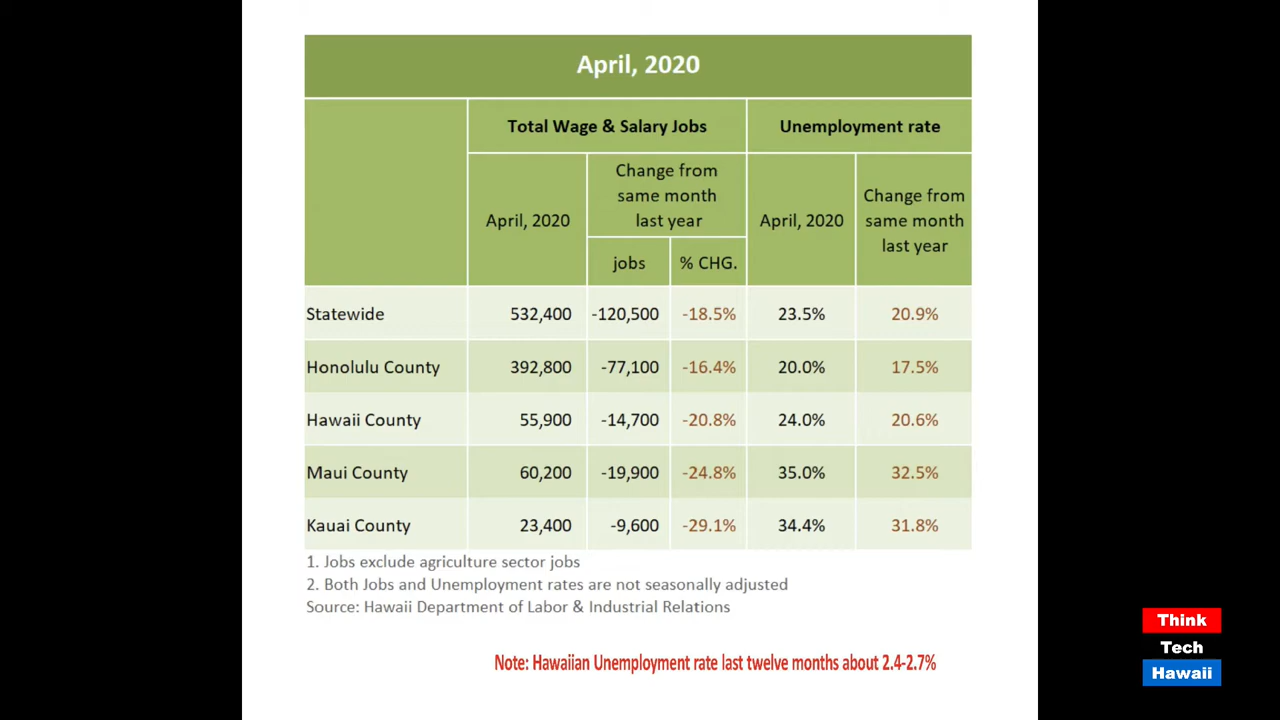 April, 2020
Total Wage & Salary Jobs Unemployment rate
April, 2020
Change from
same month
last year
jobs % CHG.
April, 2020
Change from
same month
last year
Statewide 532,400 -120,500 -18.5% 23.5% 20.9%
Honolulu County 392,800 -77,100 -16.4% 20.0% 17.5%
Hawaii County 55,900 -14,700 -20.8% 24.0% 20.6%
Maui County 60,200 -19,900 -24.8% 35.0% 32.5%
Kauai County 23,400 -9,600 -29.1% 34.4% 31.8%
1. Jobs exclude agriculture sector jobs
2. Both Jobs and Unemployment rates are not seasonally adjusted
Source: Hawaii Department of Labor & Industrial Relations
Note: Hawaiian Unemployment rate last twelve months about 2.4-2.7%
Think
Tech
Hawaii